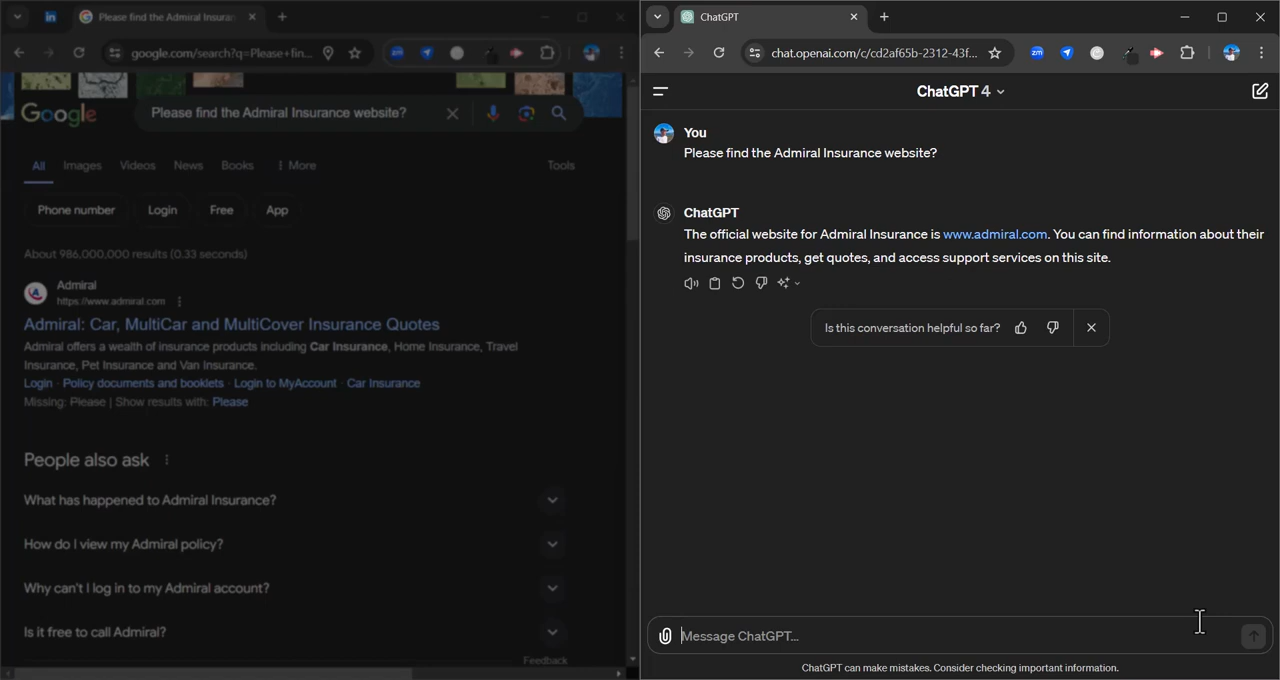 Please find the Admiral Insuran
google.com/search?q=Please+fin...
Google
Please find the Admiral Insurance website?
All
Images
Videos
News
Books
More
Tools
Phone number
Login
Free
App
About 986,000,000 results (0.33 seconds)
Admiral
https://www.admiral.com
Admiral: Car, MultiCar and MultiCover Insurance Quotes
Admiral offers a wealth of insurance products including Car Insurance, Home Insurance, Travel
Insurance, Pet Insurance and Van Insurance.
Login · Policy documents and booklets · Login to MyAccount · Car Insurance
Missing: Please | Show results with: Please
People also ask
What has happened to Admiral Insurance?
How do I view my Admiral policy?
Why can't I log in to my Admiral account?
Is it free to call Admiral?
Feedback
ChatGPT
chat.openai.com/c/cd2af65b-2312-43f...
ChatGPT 4
You
Please find the Admiral Insurance website?
ChatGPT
The official website for Admiral Insurance is www.admiral.com. You can find information about their
insurance products, get quotes, and access support services on this site.
Is this conversation helpful so far?
Message ChatGPT...
ChatGPT can make mistakes. Consider checking important information.